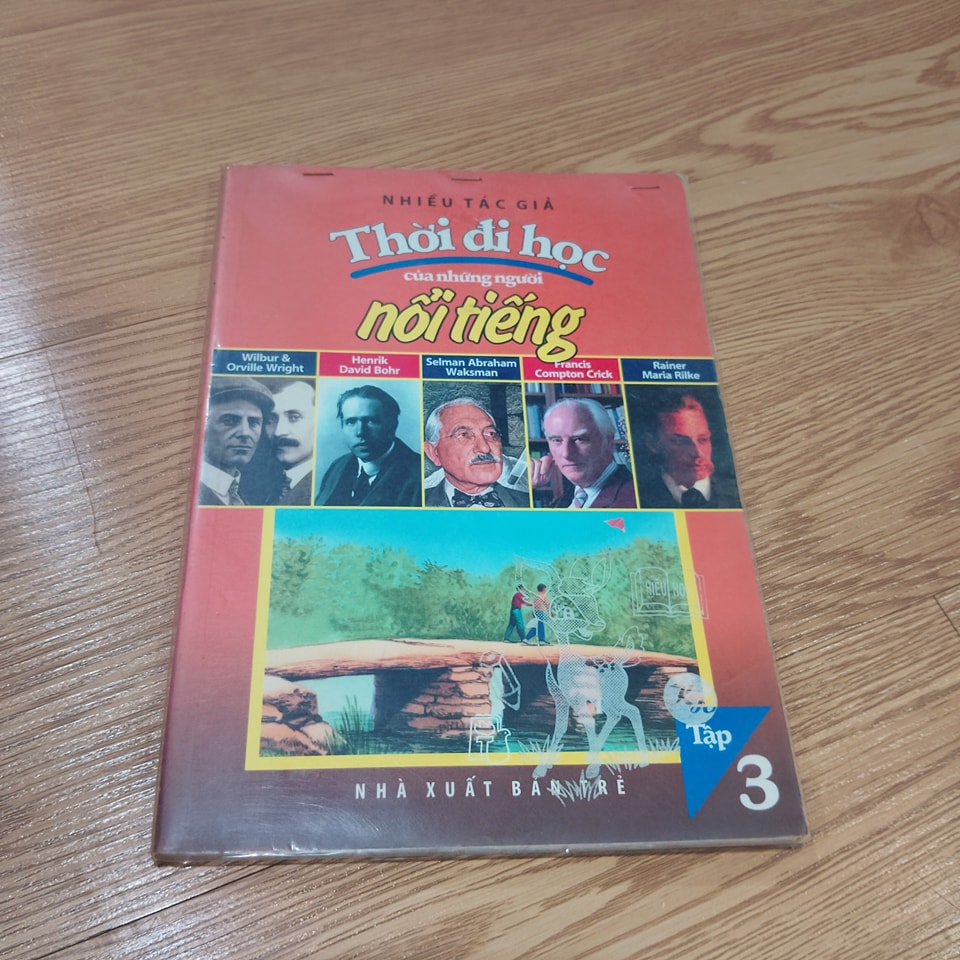 NHIỀU TÁC GIẢ
Thời đi học
của những người
nổi tiếng
Wilbur &
Orville Wright
Henrik
David Bohr
Selman Abraham
Waksman
Francis
Compton Crick
Rainer
Maria Rilke
Tập
3
NHÀ XUẤT BẢN TRẺ